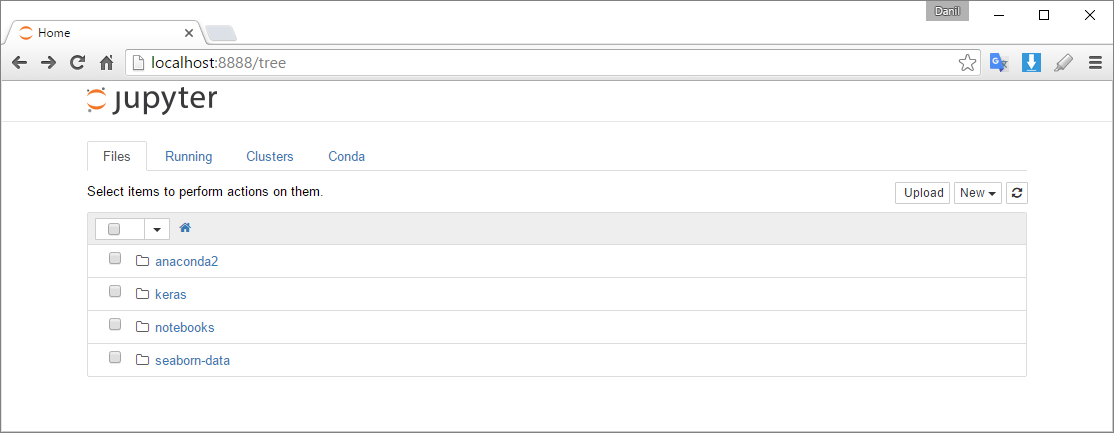 Danil
Home
localhost:8888/tree
jupyter
Files Running Clusters Conda
Select items to perform actions on them.
Upload New
anaconda2
keras
notebooks
seaborn-data